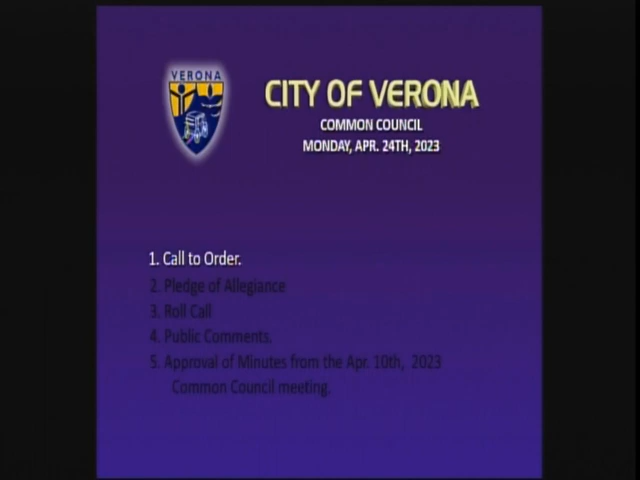 VERONA
CITY OF VERONA
COMMON COUNCIL
MONDAY, APR. 24TH, 2023
1. Call to Order.
2. Pledge of Allegiance
3. Roll Call
4. Public Comments.
5. Approval of Minutes from the Apr. 10th, 2023
Common Council meeting.